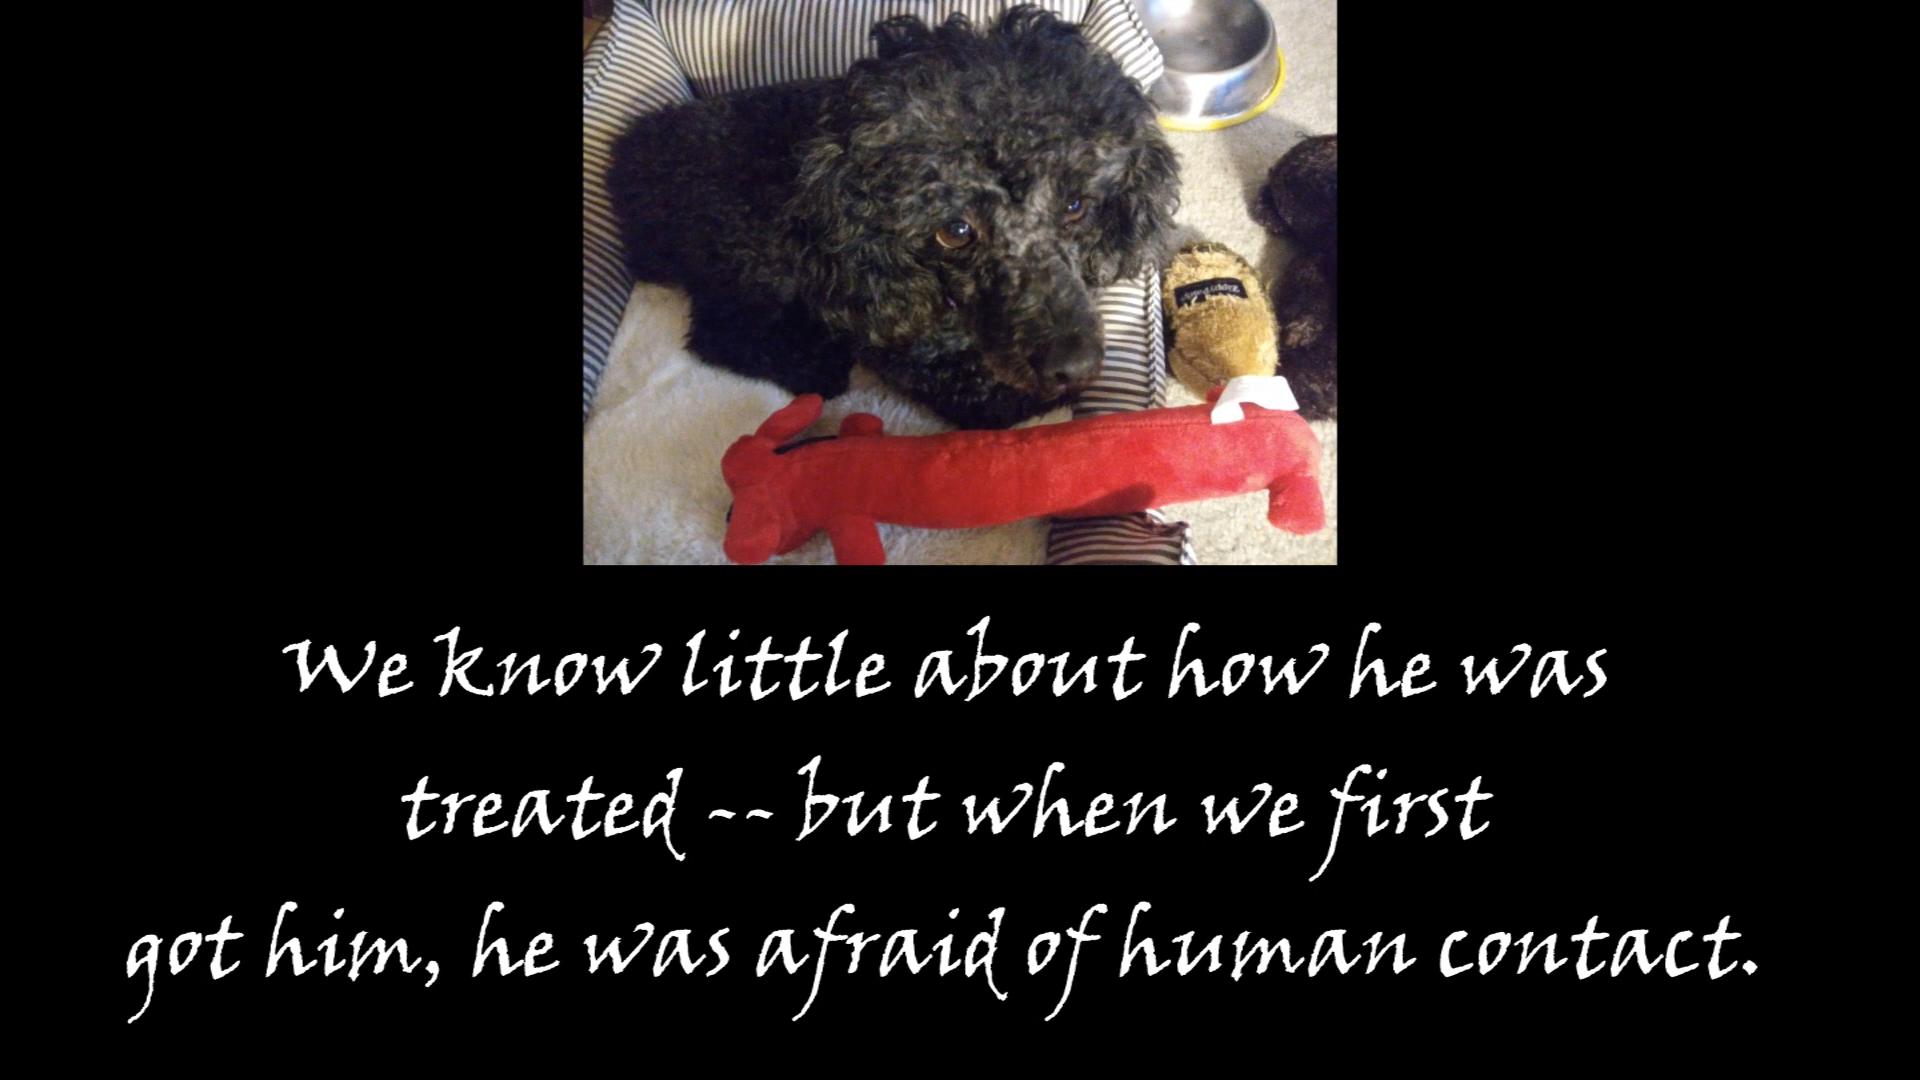 ZippyPaws
We know little about how he was
treated -- but when we first
got him, he was afraid of human contact.